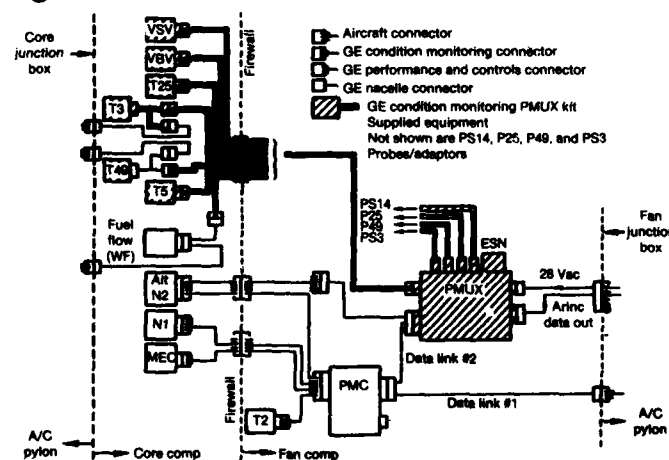 Core
junction
box
VSV
VBV
T25
T3
T49
T5
Firewall
Aircraft connector
GE condition monitoring connector
GE performance and controls connector
GE nacelle connector
GE condition monitoring PMUX kit
Supplied equipment
Not shown are PS14, P25, P49, and PS3
Probes/adaptors
PS14
P25
P49
PS3
ESN
Fan
junction
box
Fuel
flow
(WF)
Alt
N2
N1
MEC
PMUX
28 Vac
Arinc
data out
Data link #2
PMC
Data link #1
T2
Firewall
A/C
pylon
Core comp
Fan comp
A/C
pylon